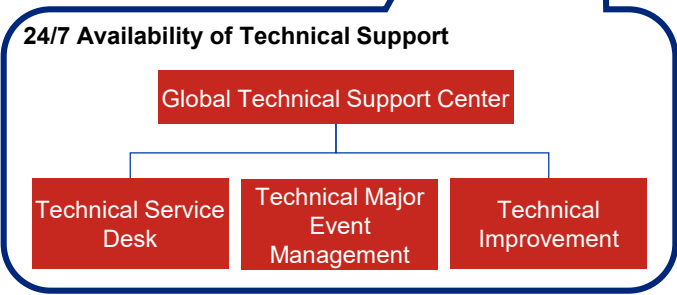 24/7 Availability of Technical Support
Global Technical Support Center
Technical Service
Desk
Technical Major
Event
Management
Technical
Improvement